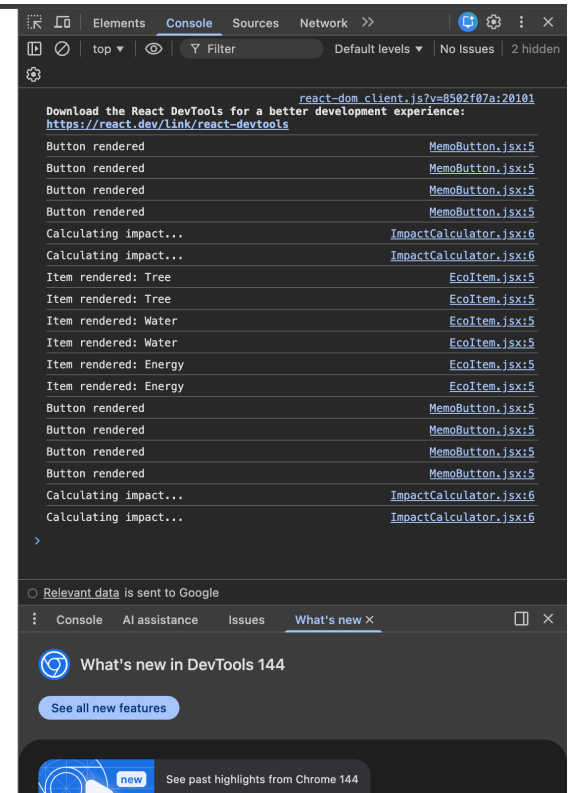 Elements Console Sources Network
top Filter Default levels No Issues 2 hidden
react-dom_client.js?v=8502f07a:20101
Download the React DevTools for a better development experience:
https://react.dev/link/react-devtools
Button rendered MemoButton.jsx:5
Button rendered MemoButton.jsx:5
Button rendered MemoButton.jsx:5
Button rendered MemoButton.jsx:5
Calculating impact... ImpactCalculator.jsx:6
Calculating impact... ImpactCalculator.jsx:6
Item rendered: Tree EcoItem.jsx:5
Item rendered: Tree EcoItem.jsx:5
Item rendered: Water EcoItem.jsx:5
Item rendered: Water EcoItem.jsx:5
Item rendered: Energy EcoItem.jsx:5
Item rendered: Energy EcoItem.jsx:5
Button rendered MemoButton.jsx:5
Button rendered MemoButton.jsx:5
Button rendered MemoButton.jsx:5
Button rendered MemoButton.jsx:5
Calculating impact... ImpactCalculator.jsx:6
Calculating impact... ImpactCalculator.jsx:6
Relevant data is sent to Google
Console AI assistance Issues What's new
What's new in DevTools 144
See all new features
new See past highlights from Chrome 144